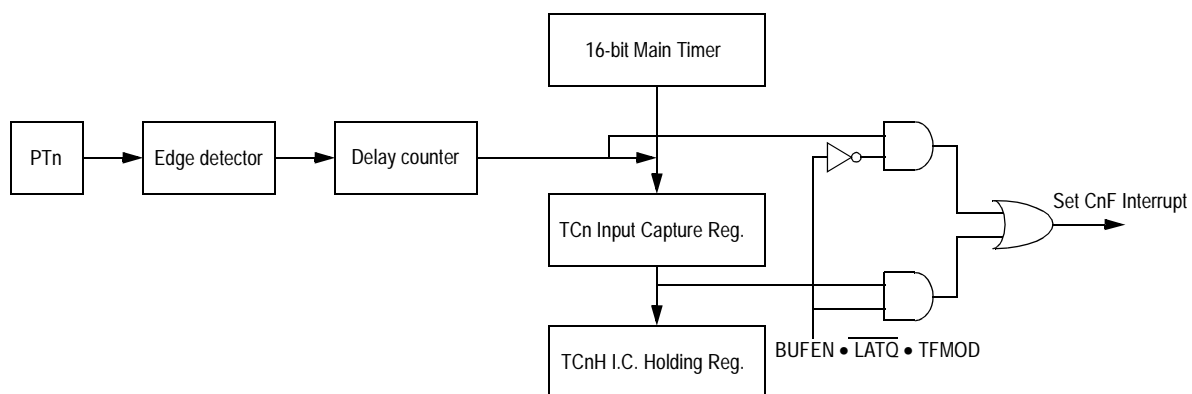 16-bit Main Timer
PTn
Edge detector
Delay counter
TCn Input Capture Reg.
Set CnF Interrupt
TCnH I.C. Holding Reg.
BUFEN • L̅A̅T̅Q̅ • TFMOD